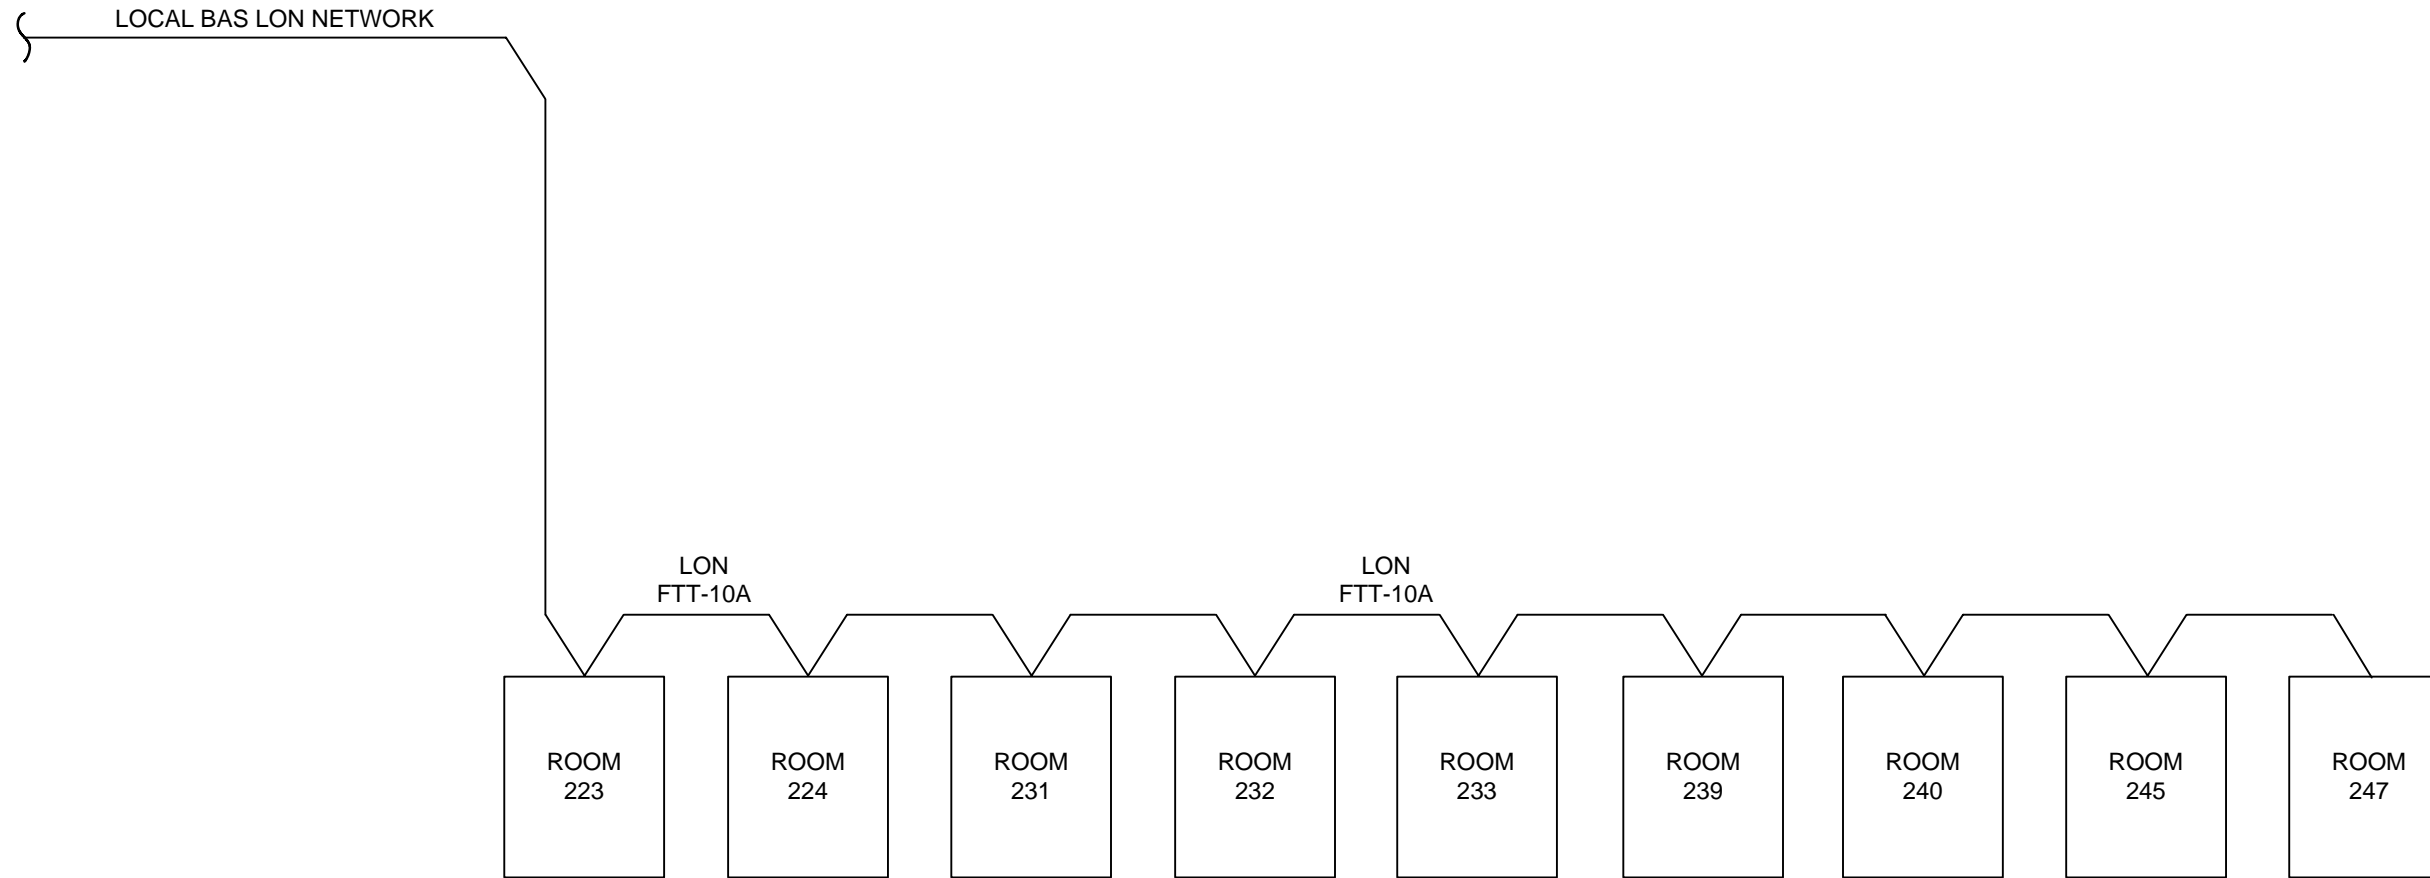 LOCAL BAS LON NETWORK
LON
FTT-10A
LON
FTT-10A
ROOM
223
ROOM
224
ROOM
231
ROOM
232
ROOM
233
ROOM
239
ROOM
240
ROOM
245
ROOM
247